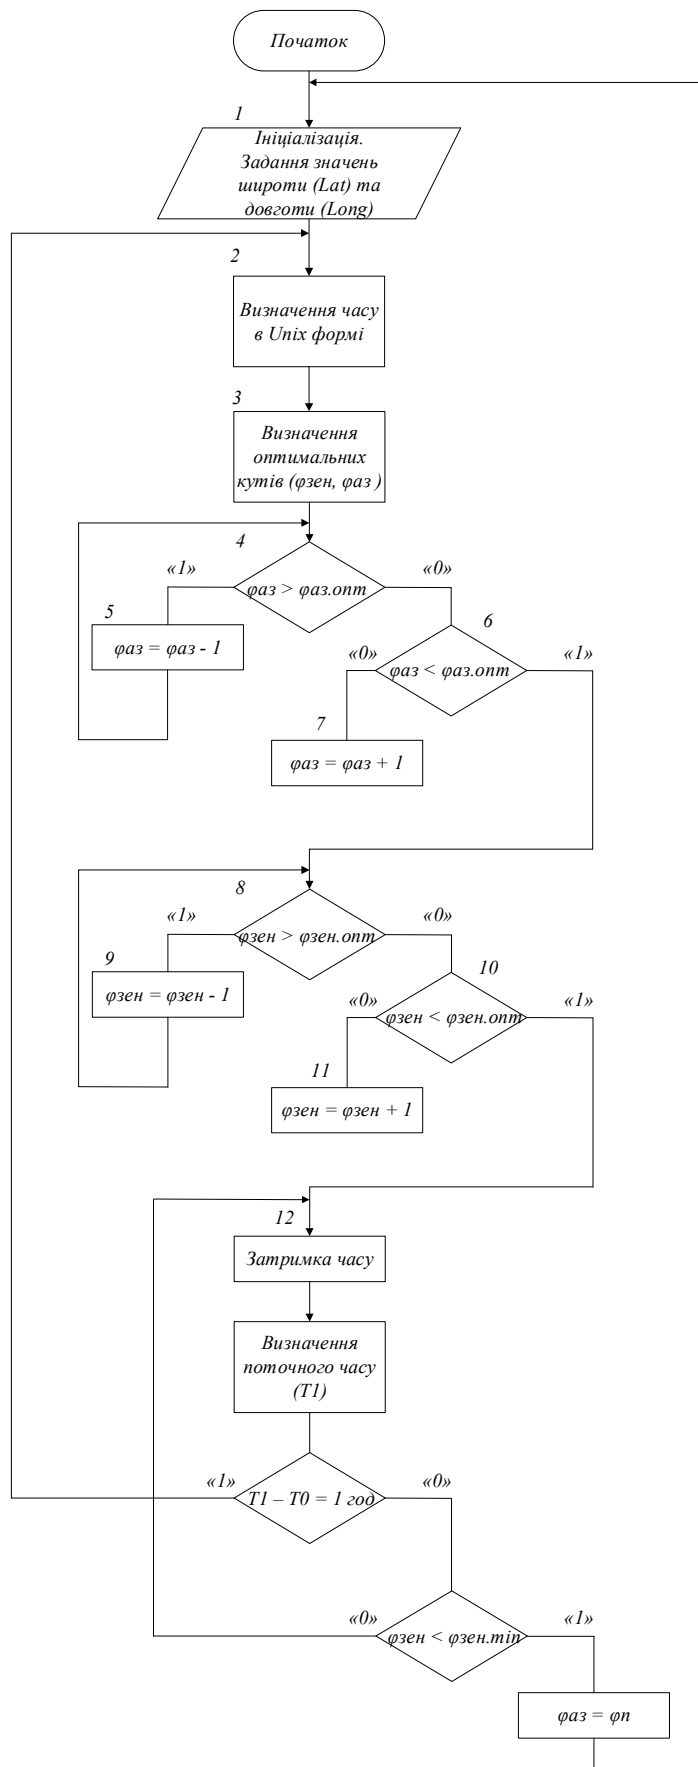 Початок
1
Ініціалізація.
Задання значень
широти (Lat) та
довготи (Long)
2
Визначення часу
в Unix формі
3
Визначення
оптимальних
кутів (φзен, φаз )
4
«1»
«0»
φаз > φаз.опт
5
6
φаз = φаз - 1
«0»
«1»
φаз < φаз.опт
7
φаз = φаз + 1
8
«1»
«0»
φзен > φзен.опт
9
10
φзен = φзен - 1
«0»
«1»
φзен < φзен.опт
11
φзен = φзен + 1
12
Затримка часу
Визначення
поточного часу
(Т1)
«1»
«0»
Т1 – Т0 = 1 год
«0»
«1»
φзен < φзен.min
φаз = φп